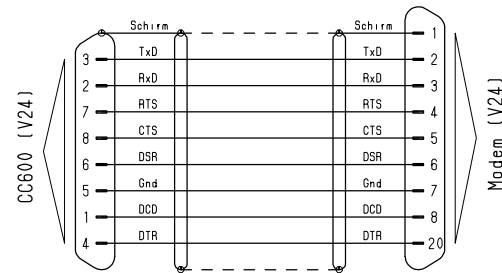 Schirm Schirm 1
3 TxD TxD 2
2 RxD RxD 3
7 RTS RTS 4
8 CTS CTS 5
6 DSR DSR 6
5 Gnd Gnd 7
1 DCD DCD 8
4 DTR DTR 20
CC600 (V24)
Modem (V24)